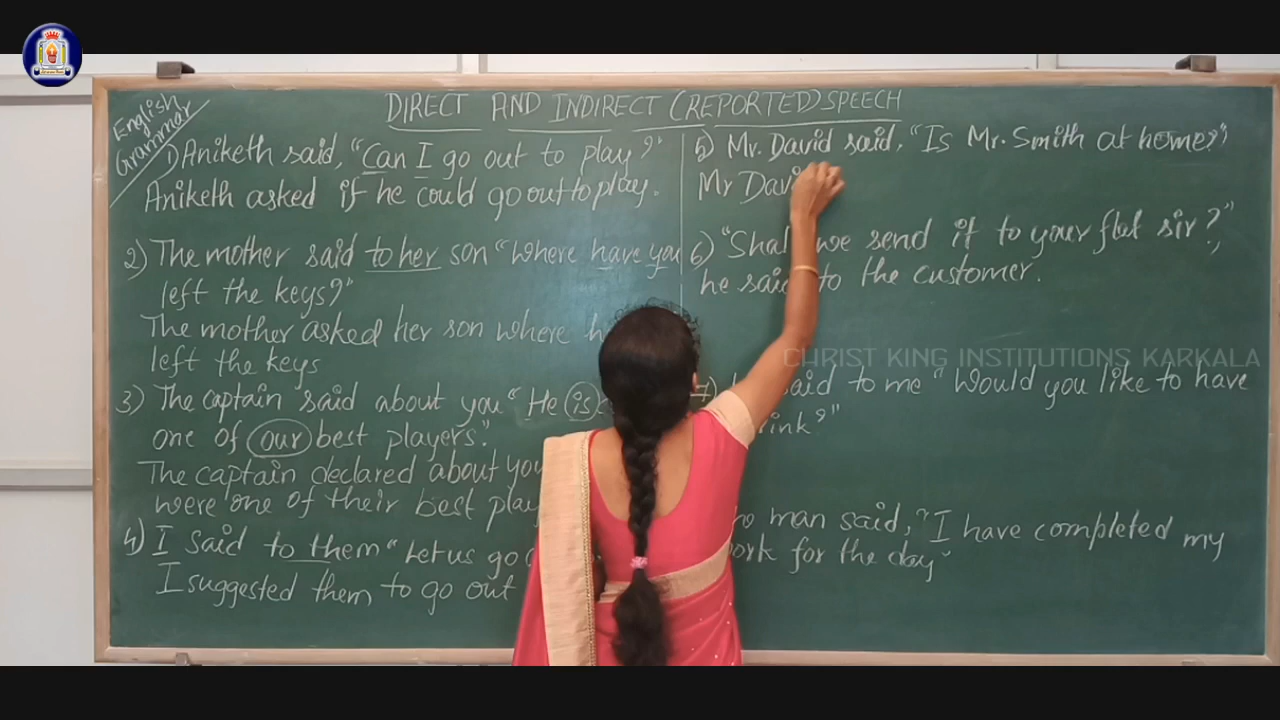 English
Grammar
DIRECT AND INDIRECT (REPORTED) SPEECH
1) Aniketh said, "Can I go out to play?"
Aniketh asked if he could go out to play.
2) The mother said to her son "Where have you
left the keys?"
The mother asked her son where
left the keys
3) The captain said about you "He is
one of our best players."
The captain declared about you
were one of their best
4) I said to them "Let us go
I suggested them to go out
5) Mr. David said, "Is Mr. Smith at home?"
Mr
6) "Shall we send it to your flat sir?",
he said to the customer.
7) said to me "Would you like to have
man said, "I have completed my
for the day"
CHRIST KING INSTITUTIONS KARKALA